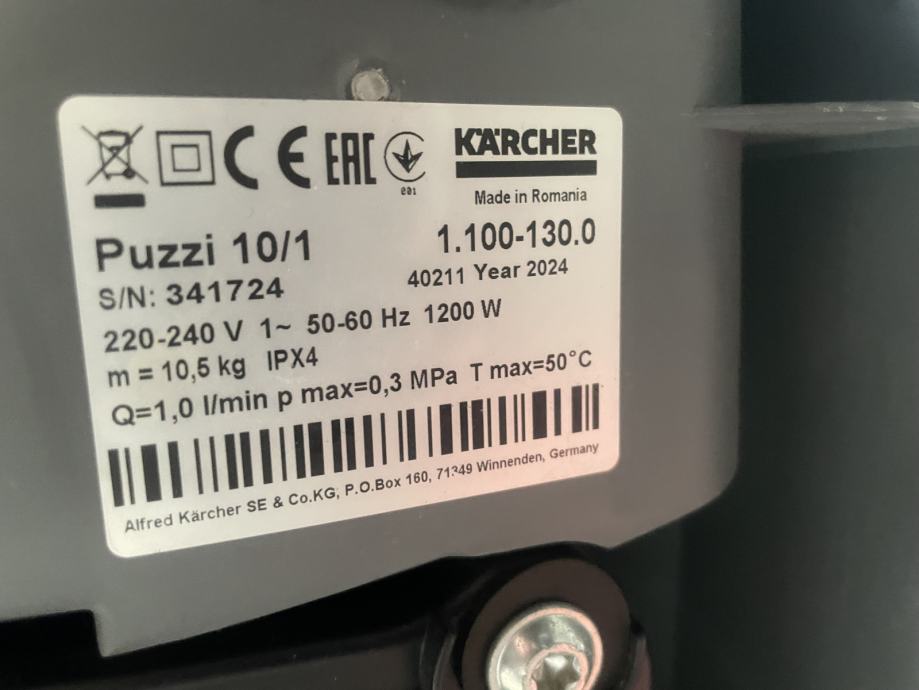 CE EAC
001
KÄRCHER
Made in Romania
Puzzi 10/1
1.100-130.0
S/N: 341724
40211 Year 2024
220-240 V 1~ 50-60 Hz 1200 W
m = 10,5 kg IPX4
Q=1,0 l/min p max=0,3 MPa T max=50°C
Alfred Kärcher SE & Co.KG, P.O.Box 160, 71349 Winnenden, Germany